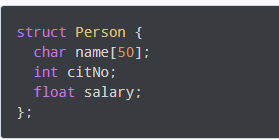 struct Person {
  char name[50];
  int citNo;
  float salary;
};